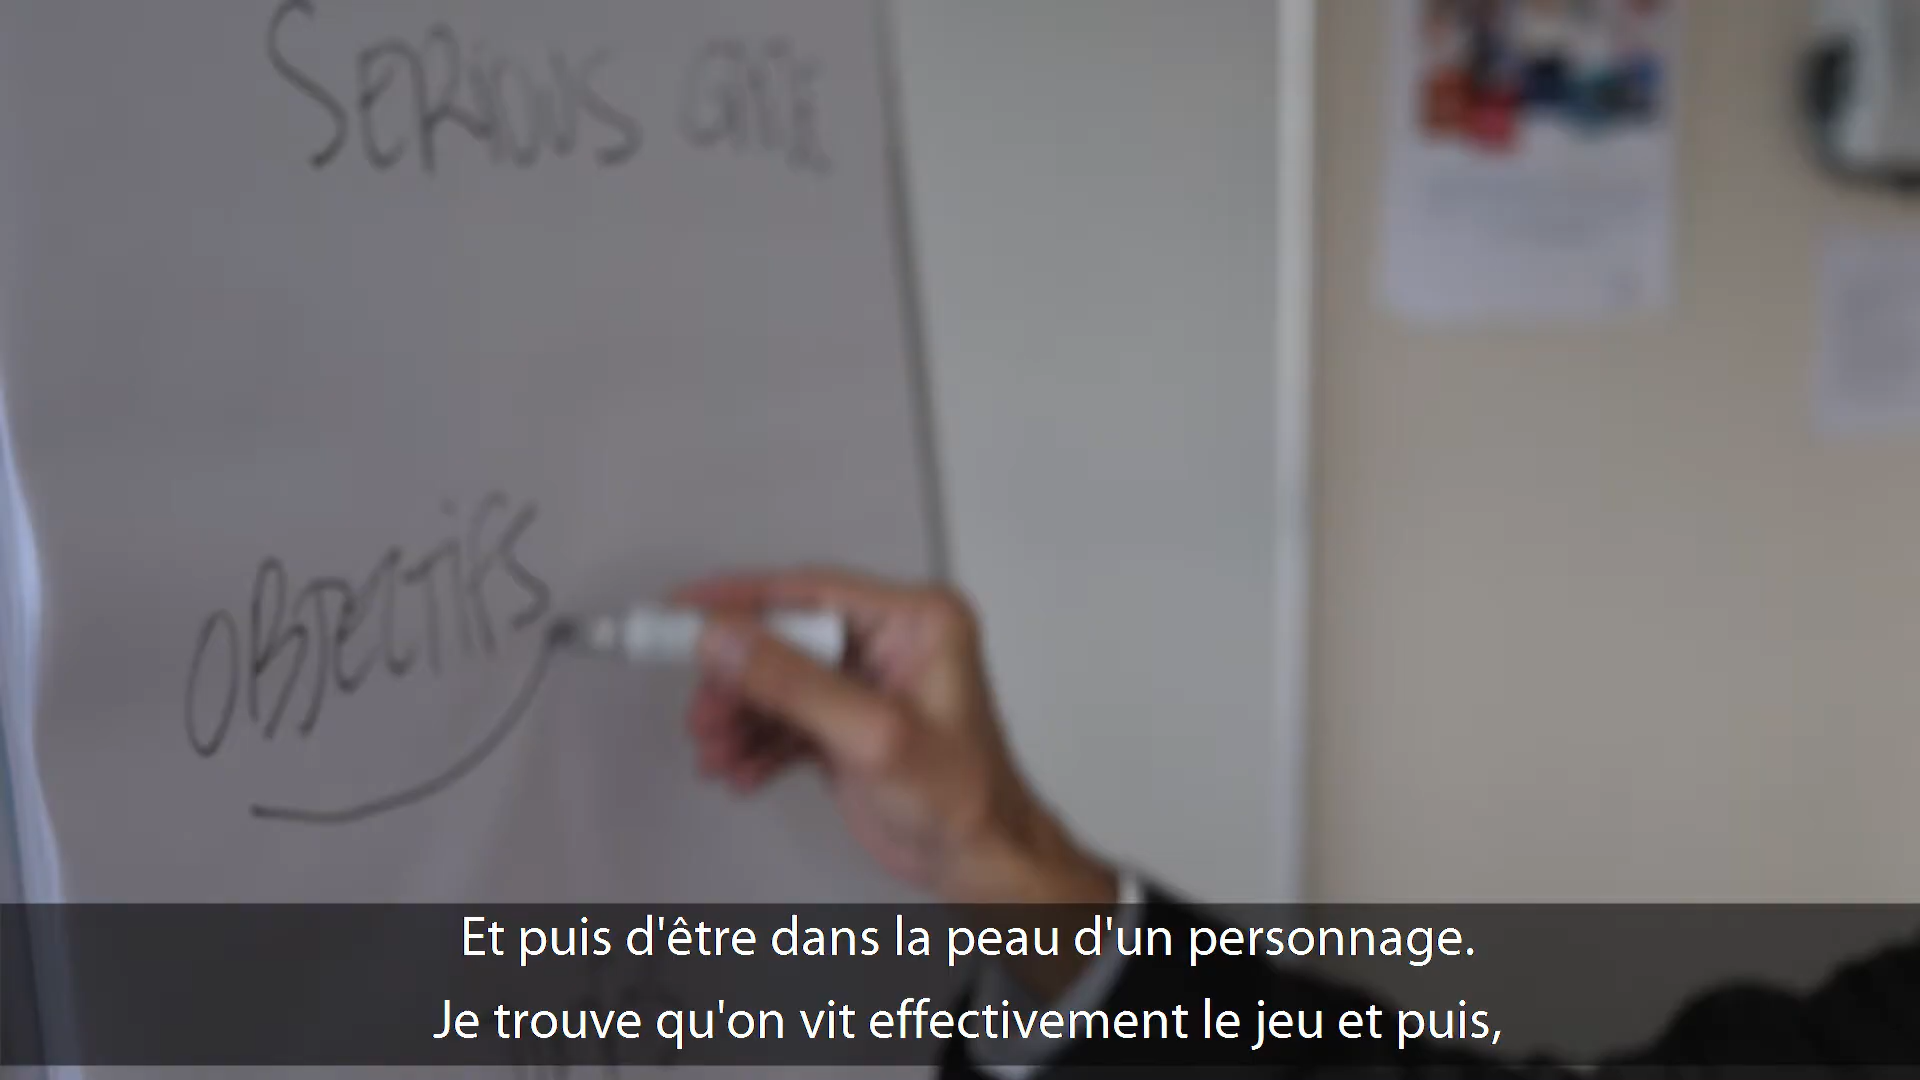 SERIOUS
OBJECTIFS
Et puis d'être dans la peau d'un personnage.
Je trouve qu'on vit effectivement le jeu et puis,